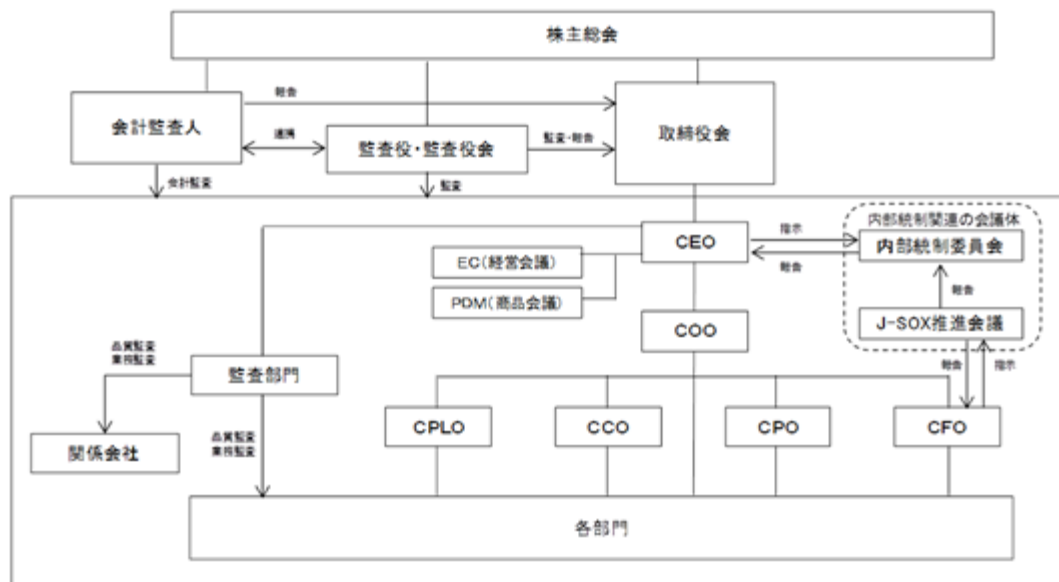 株主総会
会計監査人
報告
取締役会
連携
監査役・監査役会
監査・報告
会計監査
監査
内部統制関連の会議体
CEO
指示
内部統制委員会
報告
EC(経営会議)
PDM(商品会議)
報告
COO
J-SOX推進会議
品質監査
業務監査
監査部門
報告
指示
CPLO
CCO
CPO
CFO
関係会社
品質監査
業務監査
各部門